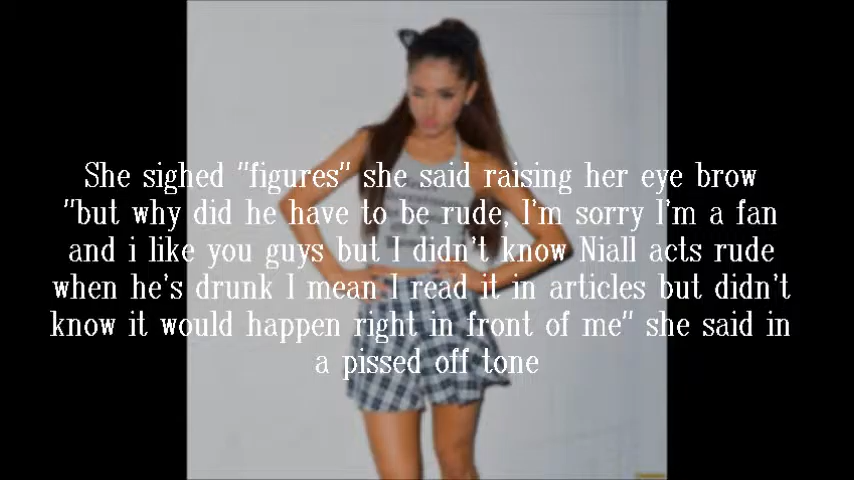 She sighed "figures" she said raising her eye brow
"but why did he have to be rude, I'm sorry I'm a fan
and i like you guys but I didn't know Niall acts rude
when he's drunk I mean I read it in articles but didn't
know it would happen right in front of me" she said in
a pissed off tone